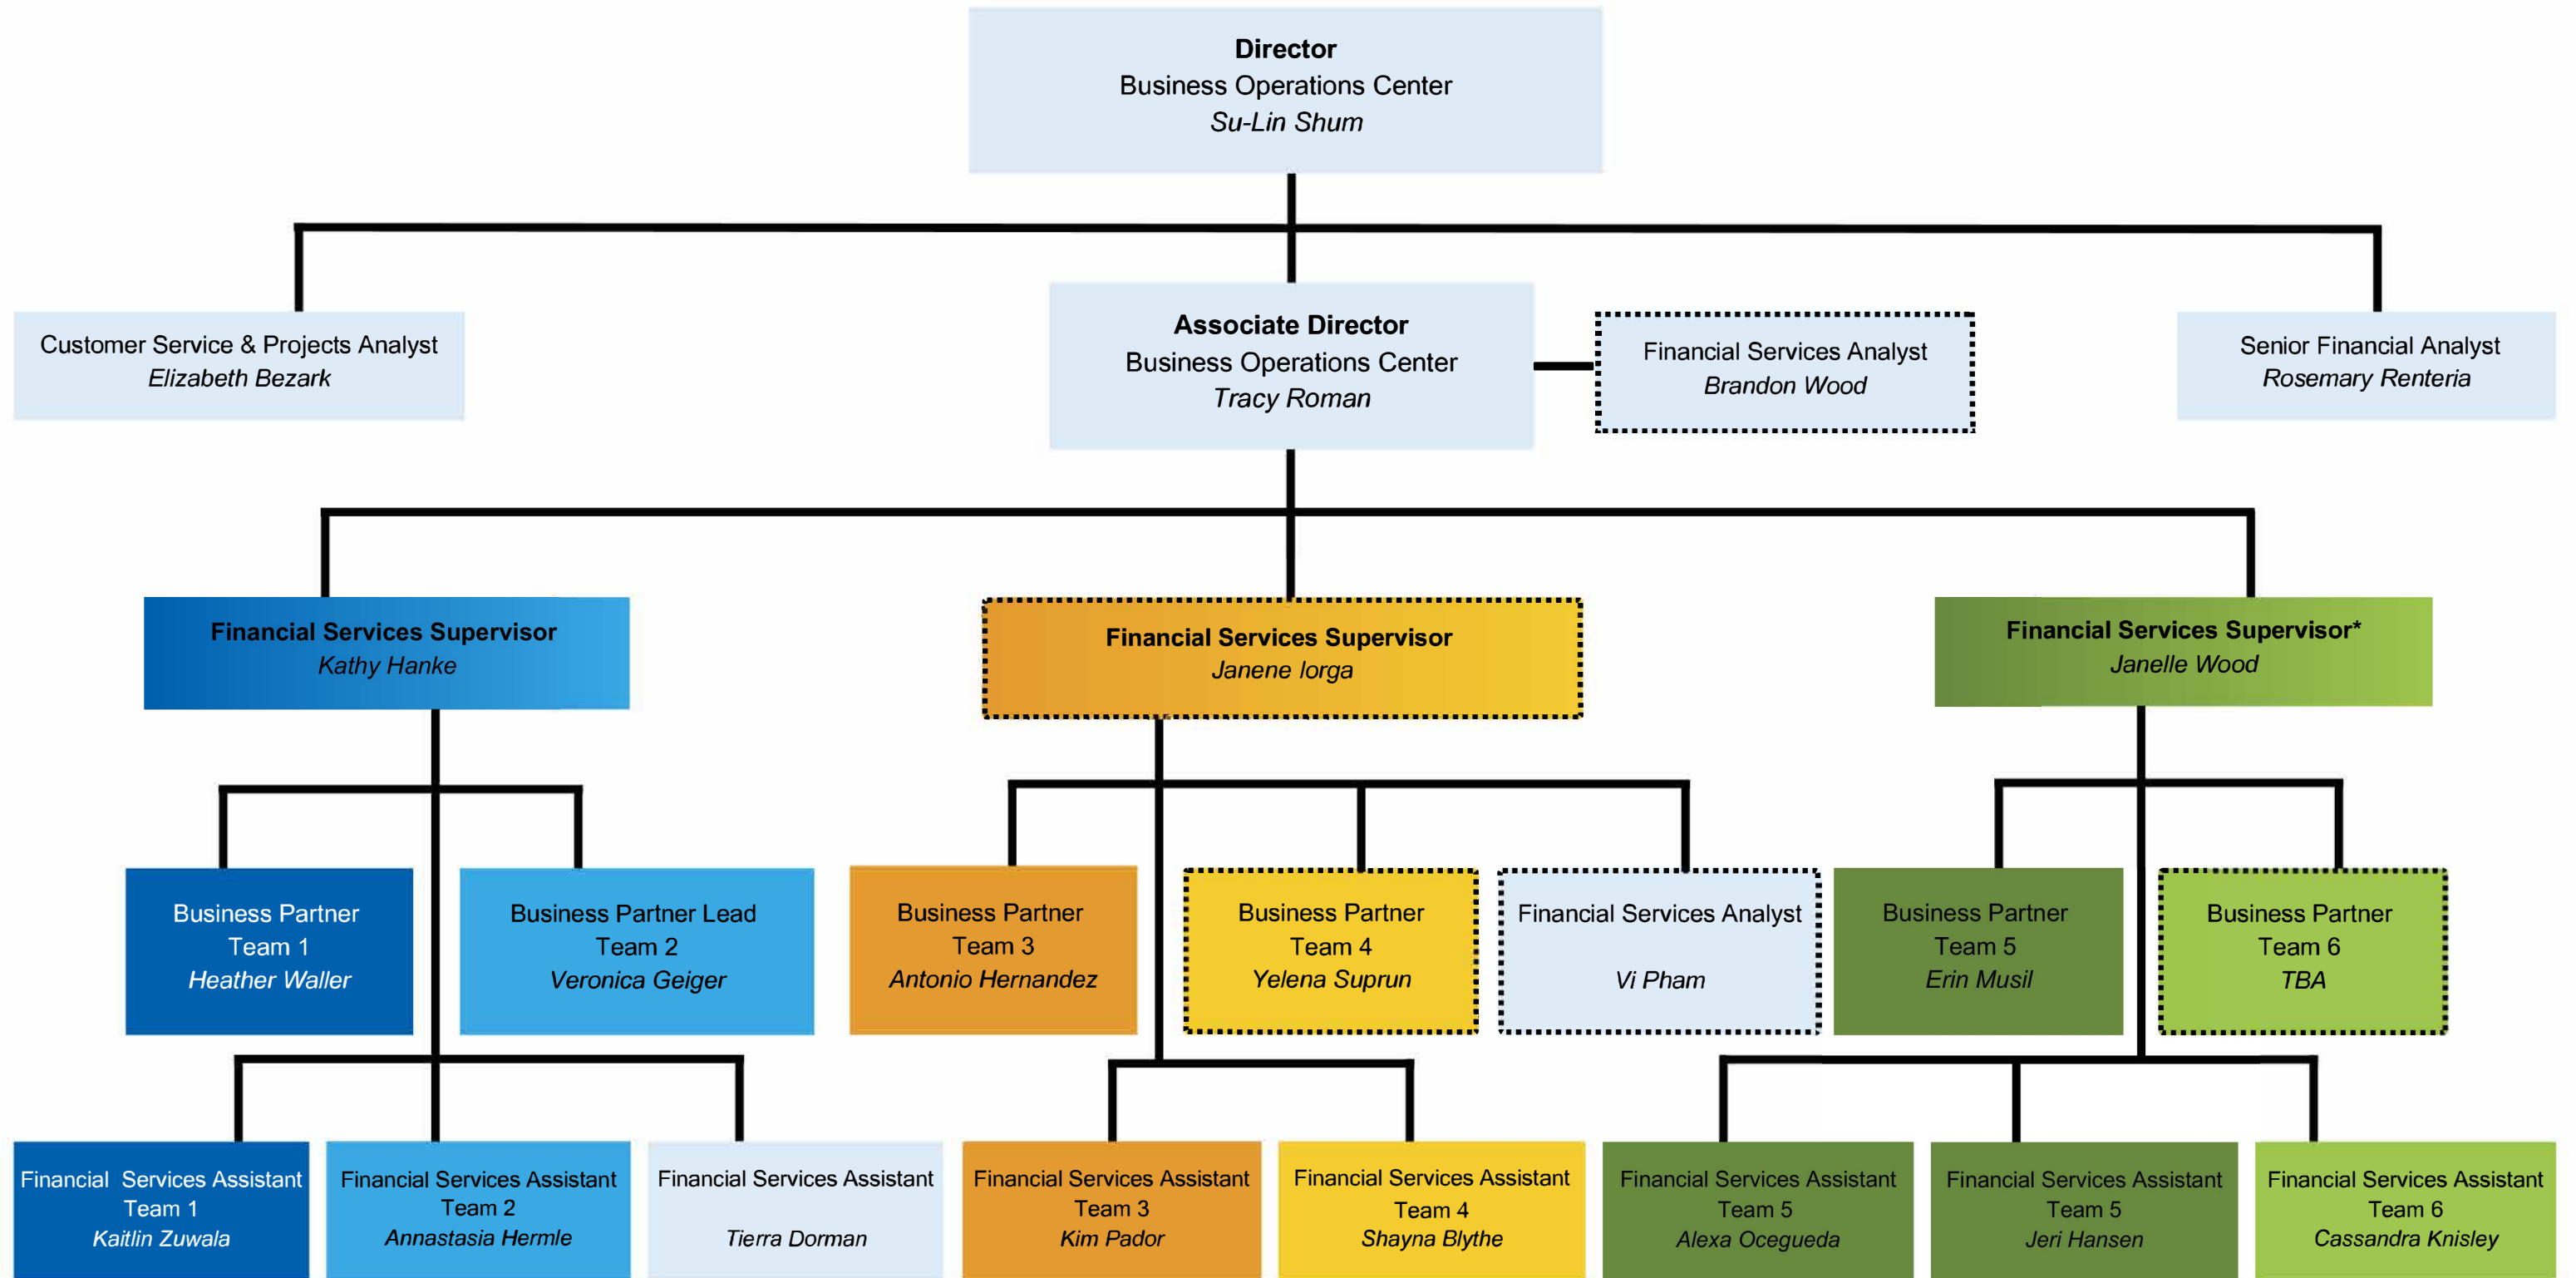 Director
Business Operations Center
Su-Lin Shum
Customer Service & Projects Analyst
Elizabeth Bezark
Associate Director
Business Operations Center
Tracy Roman
Financial Services Analyst
Brandon Wood
Senior Financial Analyst
Rosemary Renteria
Financial Services Supervisor
Kathy Hanke
Financial Services Supervisor
Janene Iorga
Financial Services Supervisor*
Janelle Wood
Business Partner
Team 1
Heather Waller
Business Partner Lead
Team 2
Veronica Geiger
Business Partner
Team 3
Antonio Hernandez
Business Partner
Team 4
Yelena Suprun
Financial Services Analyst
Vi Pham
Business Partner
Team 5
Erin Musil
Business Partner
Team 6
TBA
Financial Services Assistant
Team 1
Kaitlin Zuwala
Financial Services Assistant
Team 2
Annastasia Hermle
Financial Services Assistant
Tierra Dorman
Financial Services Assistant
Team 3
Kim Pador
Financial Services Assistant
Team 4
Shayna Blythe
Financial Services Assistant
Team 5
Alexa Ocegueda
Financial Services Assistant
Team 5
Jeri Hansen
Financial Services Assistant
Team 6
Cassandra Knisley